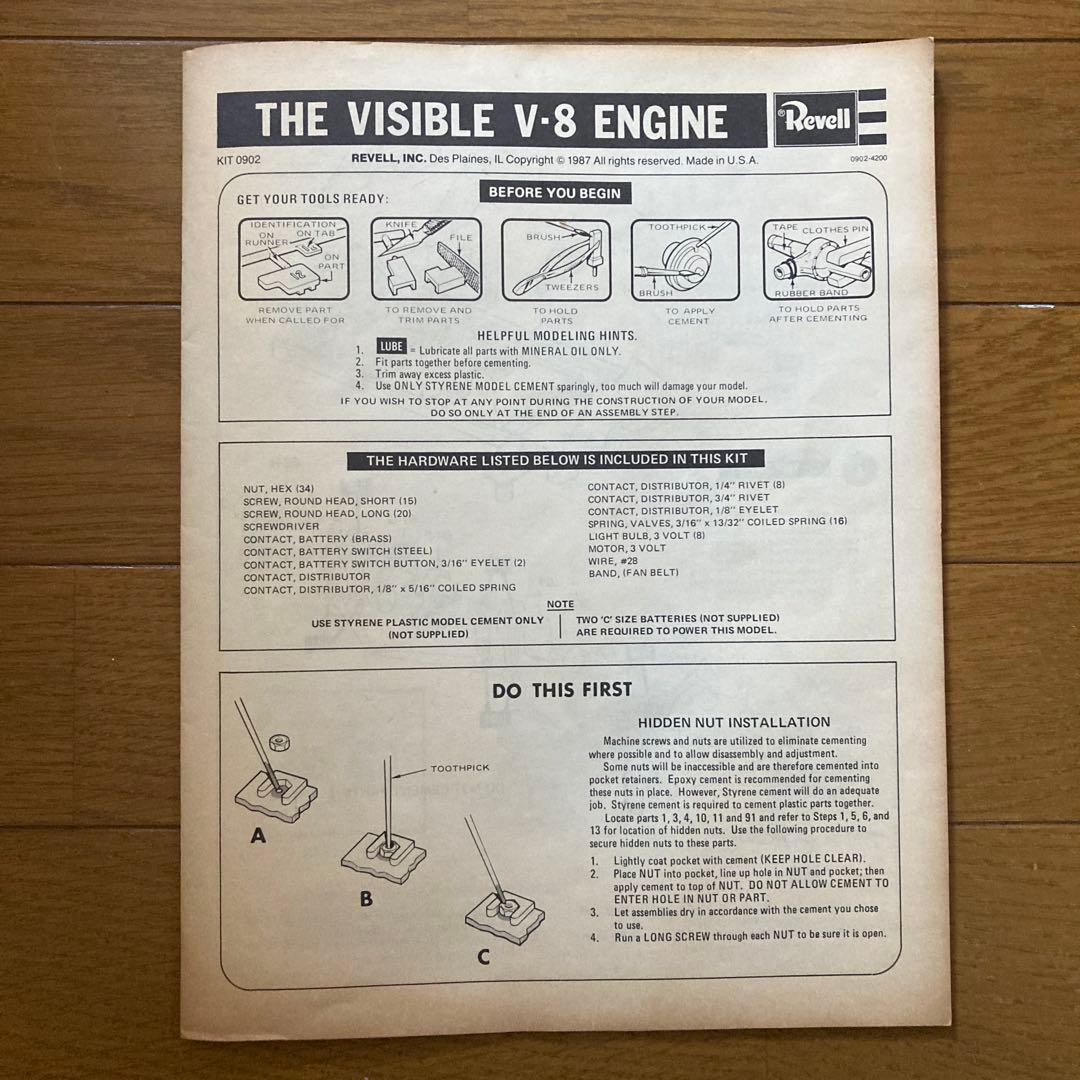 THE VISIBLE V-8 ENGINE
®Revell
KIT 0902
REVELL, INC. Des Plaines, IL Copyright © 1987 All rights reserved. Made in U.S.A.
0902-4200
BEFORE YOU BEGIN
GET YOUR TOOLS READY:
IDENTIFICATION
ON RUNNER
ON TAB
ON PART
REMOVE PART
WHEN CALLED FOR
KNIFE
FILE
TO REMOVE AND
TRIM PARTS
BRUSH
TWEEZERS
TO HOLD
PARTS
TOOTHPICK
BRUSH
TO APPLY
CEMENT
TAPE
CLOTHES PIN
RUBBER BAND
TO HOLD PARTS
AFTER CEMENTING
HELPFUL MODELING HINTS.
1. LUBE = Lubricate all parts with MINERAL OIL ONLY.
2. Fit parts together before cementing.
3. Trim away excess plastic.
4. Use ONLY STYRENE MODEL CEMENT sparingly, too much will damage your model.
IF YOU WISH TO STOP AT ANY POINT DURING THE CONSTRUCTION OF YOUR MODEL,
DO SO ONLY AT THE END OF AN ASSEMBLY STEP.
THE HARDWARE LISTED BELOW IS INCLUDED IN THIS KIT
NUT, HEX (34)
SCREW, ROUND HEAD, SHORT (15)
SCREW, ROUND HEAD, LONG (20)
SCREWDRIVER
CONTACT, BATTERY (BRASS)
CONTACT, BATTERY SWITCH (STEEL)
CONTACT, BATTERY SWITCH BUTTON, 3/16" EYELET (2)
CONTACT, DISTRIBUTOR
CONTACT, DISTRIBUTOR, 1/8" x 5/16" COILED SPRING
CONTACT, DISTRIBUTOR, 1/4" RIVET (8)
CONTACT, DISTRIBUTOR, 3/4" RIVET
CONTACT, DISTRIBUTOR, 1/8" EYELET
SPRING, VALVES, 3/16" x 13/32" COILED SPRING (16)
LIGHT BULB, 3 VOLT (8)
MOTOR, 3 VOLT
WIRE, #28
BAND, (FAN BELT)
NOTE
USE STYRENE PLASTIC MODEL CEMENT ONLY
(NOT SUPPLIED)
TWO 'C' SIZE BATTERIES (NOT SUPPLIED)
ARE REQUIRED TO POWER THIS MODEL.
DO THIS FIRST
TOOTHPICK
A
B
C
HIDDEN NUT INSTALLATION
Machine screws and nuts are utilized to eliminate cementing
where possible and to allow disassembly and adjustment.
Some nuts will be inaccessible and are therefore cemented into
pocket retainers. Epoxy cement is recommended for cementing
these nuts in place. However, Styrene cement will do an adequate
job. Styrene cement is required to cement plastic parts together.
Locate parts 1, 3, 4, 10, 11 and 91 and refer to Steps 1, 5, 6, and
13 for location of hidden nuts. Use the following procedure to
secure hidden nuts to these parts.
1. Lightly coat pocket with cement (KEEP HOLE CLEAR).
2. Place NUT into pocket, line up hole in NUT and pocket; then
apply cement to top of NUT. DO NOT ALLOW CEMENT TO
ENTER HOLE IN NUT OR PART.
3. Let assemblies dry in accordance with the cement you chose
to use.
4. Run a LONG SCREW through each NUT to be sure it is open.